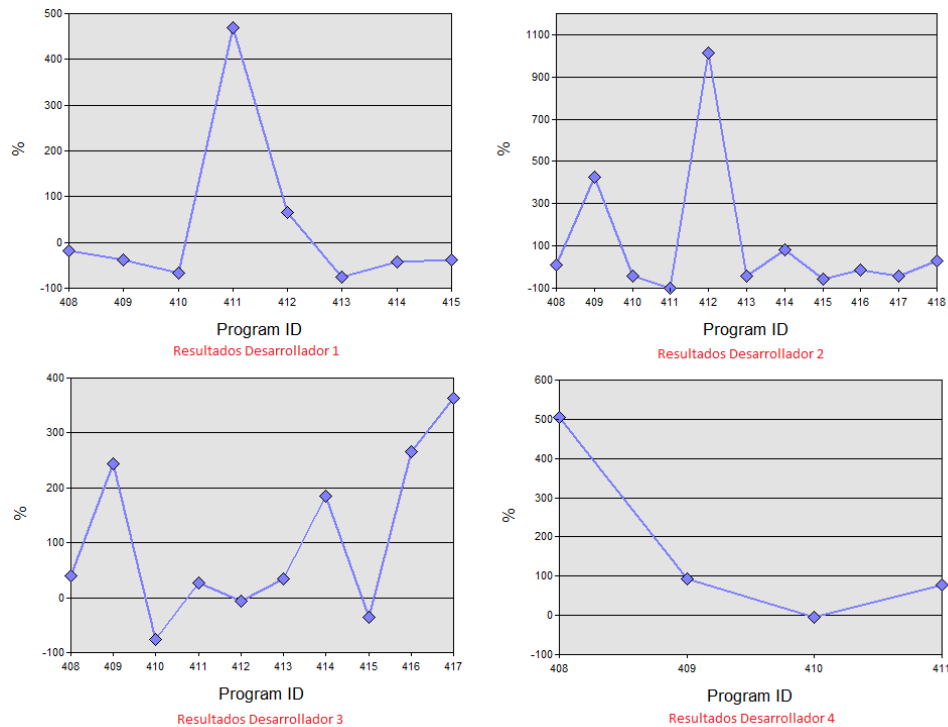 500
400
300
200
100
0
-100
%
408 409 410 411 412 413 414 415
Program ID
Resultados Desarrollador 1
1100
900
700
500
300
100
-100
%
408 409 410 411 412 413 414 415 416 417 418
Program ID
Resultados Desarrollador 2
400
300
200
100
0
-100
%
408 409 410 411 412 413 414 415 416 417
Program ID
Resultados Desarrollador 3
600
500
400
300
200
100
0
-100
%
408 409 410 411
Program ID
Resultados Desarrollador 4